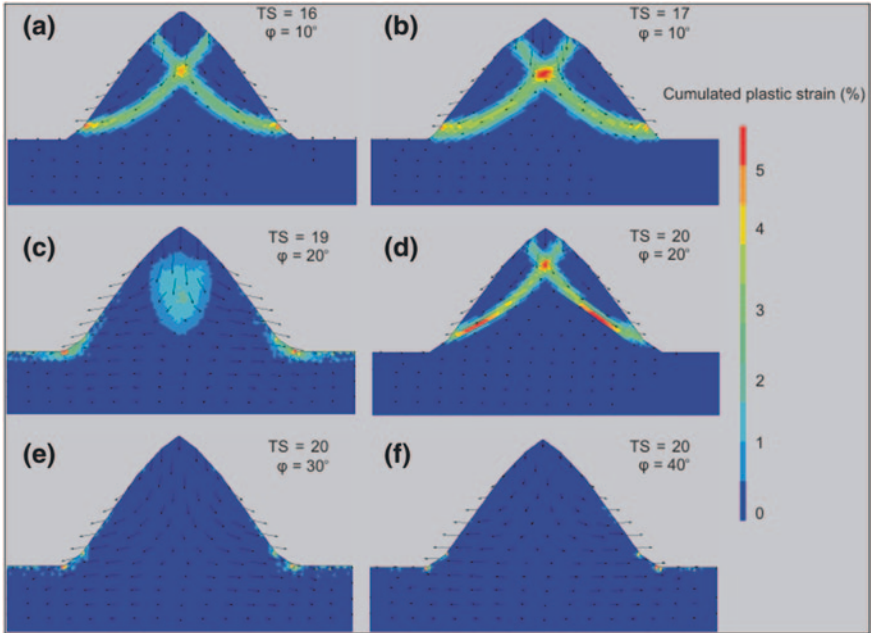 (a)
TS = 16
φ = 10°
(b)
TS = 17
φ = 10°
Cumulated plastic strain (%)
5
4
3
2
1
0
(c)
TS = 19
φ = 20°
(d)
TS = 20
φ = 20°
(e)
TS = 20
φ = 30°
(f)
TS = 20
φ = 40°